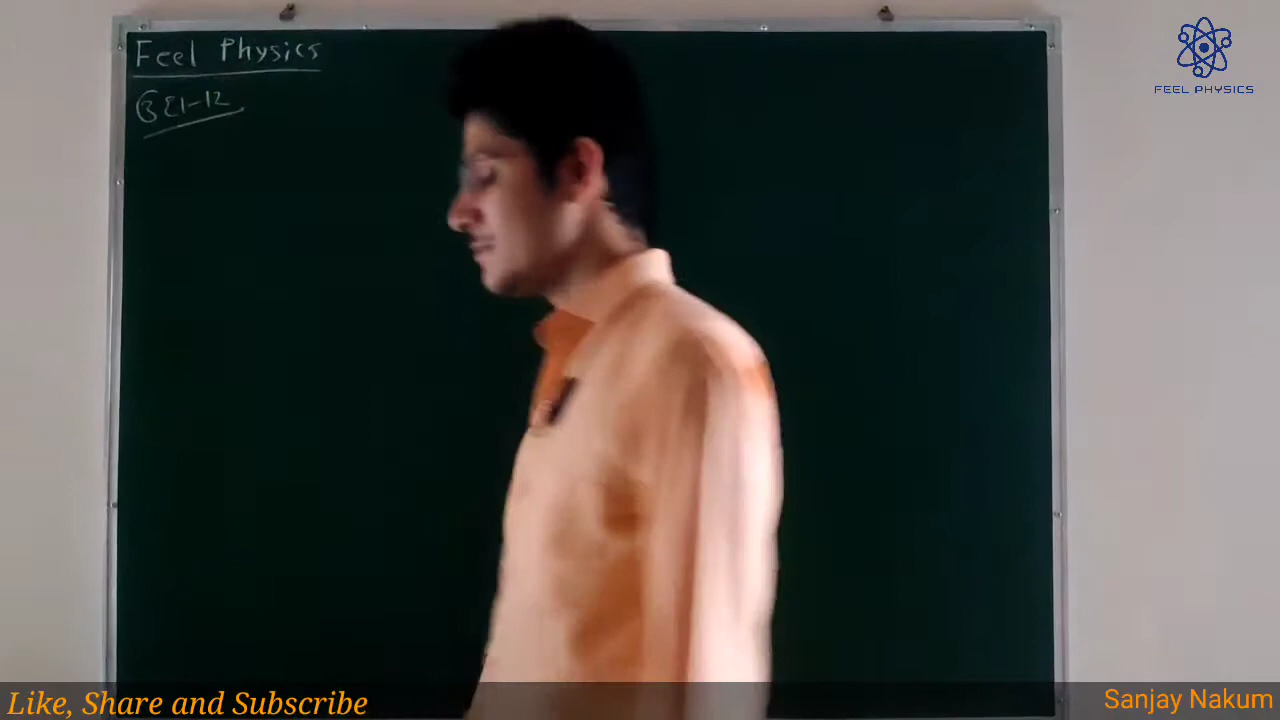 Feel Physics
FEEL PHYSICS
Like, Share and Subscribe
Sanjay Nakum